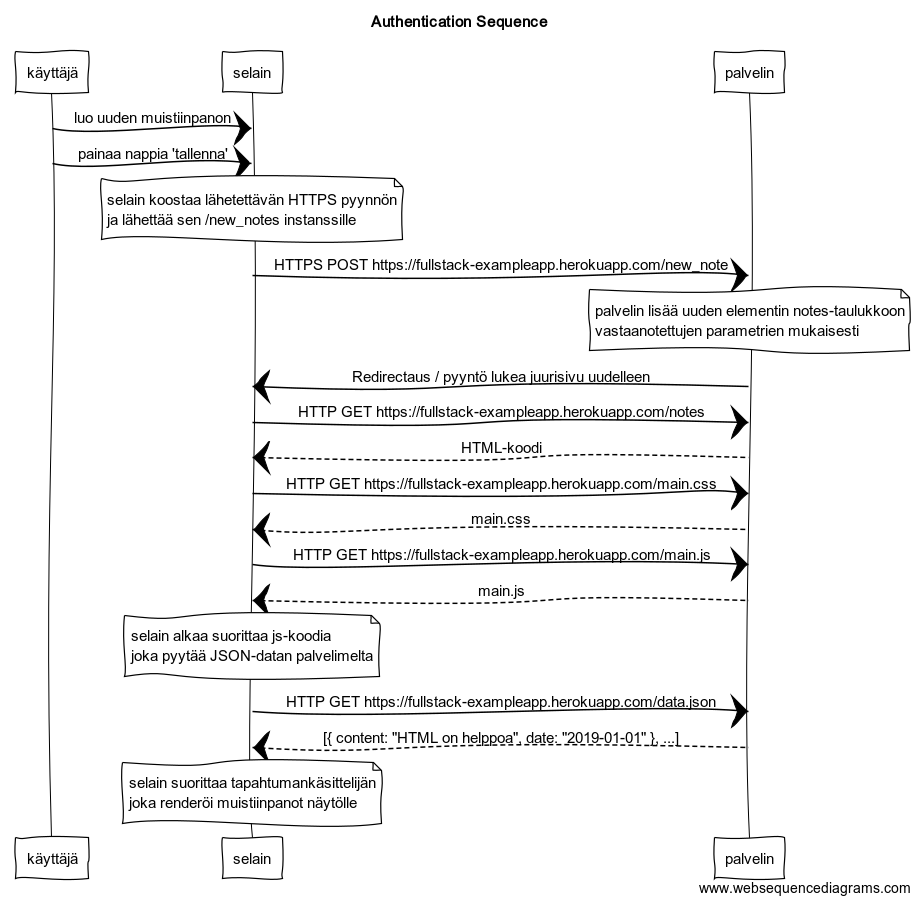 Authentication Sequence
käyttäjä
selain
palvelin
luo uuden muistiinpanon
painaa nappia 'tallenna'
selain koostaa lähetettävän HTTPS pyynnön
ja lähettää sen /new_notes instanssille
HTTPS POST https://fullstack-exampleapp.herokuapp.com/new_note
palvelin lisää uuden elementin notes-taulukkoon
vastaanotettujen parametrien mukaisesti
Redirectaus / pyyntö lukea juurisivu uudelleen
HTTP GET https://fullstack-exampleapp.herokuapp.com/notes
HTML-koodi
HTTP GET https://fullstack-exampleapp.herokuapp.com/main.css
main.css
HTTP GET https://fullstack-exampleapp.herokuapp.com/main.js
main.js
selain alkaa suorittaa js-koodia
joka pyytää JSON-datan palvelimelta
HTTP GET https://fullstack-exampleapp.herokuapp.com/data.json
[{ content: "HTML on helppoa", date: "2019-01-01" }, ...]
selain suorittaa tapahtumankäsittelijän
joka renderöi muistiinpanot näytölle
käyttäjä
selain
palvelin
www.websequencediagrams.com